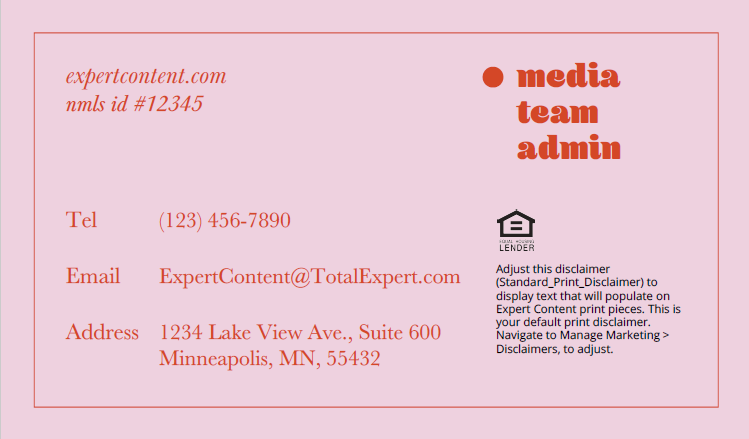 expertcontent.com
nmls id #12345
media
team
admin
Tel (123) 456-7890
Email ExpertContent@TotalExpert.com
Address 1234 Lake View Ave., Suite 600
Minneapolis, MN, 55432
EQUAL HOUSING
LENDER
Adjust this disclaimer
(Standard_Print_Disclaimer) to
display text that will populate on
Expert Content print pieces. This is
your default print disclaimer.
Navigate to Manage Marketing >
Disclaimers, to adjust.